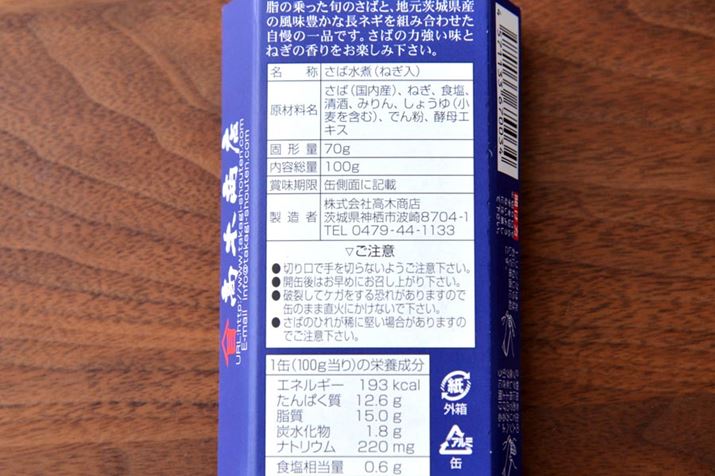 脂の乗った旬のさばと、地元茨城県産
の風味豊かな長ネギを組み合わせた
自慢の一品です。さばの力強い味と
ねぎの香りをお楽しみ下さい。
名 称 さば水煮(ねぎ入)
原材料名 さば(国内産)、ねぎ、食塩、
清酒、みりん、しょうゆ(小
麦を含む)、でん粉、酵母エ
キス
固形量 70g
内容総量 100g
賞味期限 缶側面に記載
製造者 株式会社高木商店
茨城県神栖市波崎8704-1
TEL 0479-44-1133
▽ご注意
●切り口で手を切らないようご注意下さい。
●開缶後はお早めにお召し上がり下さい。
●破裂してケガをする恐れがありますので
缶のまま直火にかけないで下さい。
●さばのひれが稀に堅い場合がありますの
でご注意下さい。
1缶(100g当り)の栄養成分
エネルギー 193 kcal
たんぱく質 12.6 g
脂質 15.0 g
炭水化物 1.8 g
ナトリウム 220 mg
食塩相当量 0.6 g
紙
外箱
アルミ
缶
髙木商店
URL:http://www.takagi-shouten.com
E-mail info@takagi-shouten.com
4 571133 670034